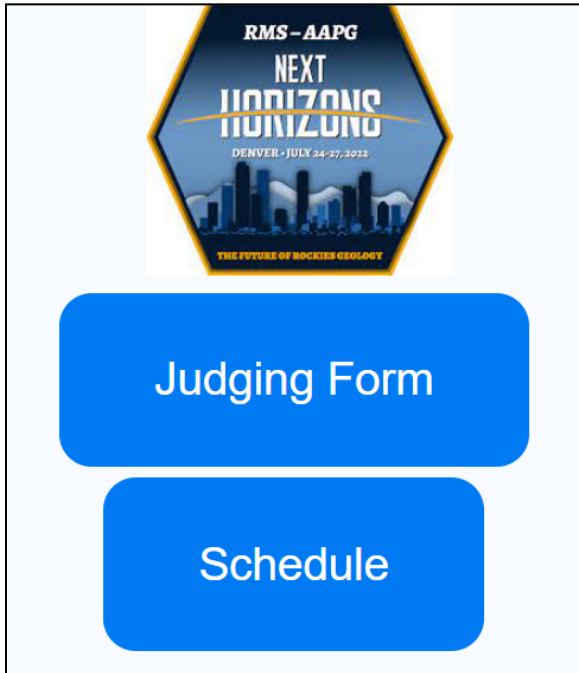 RMS–AAPG
NEXT
HORIZONS
DENVER • JULY 24-27, 2022
THE FUTURE OF ROCKIES GEOLOGY
Judging Form
Schedule